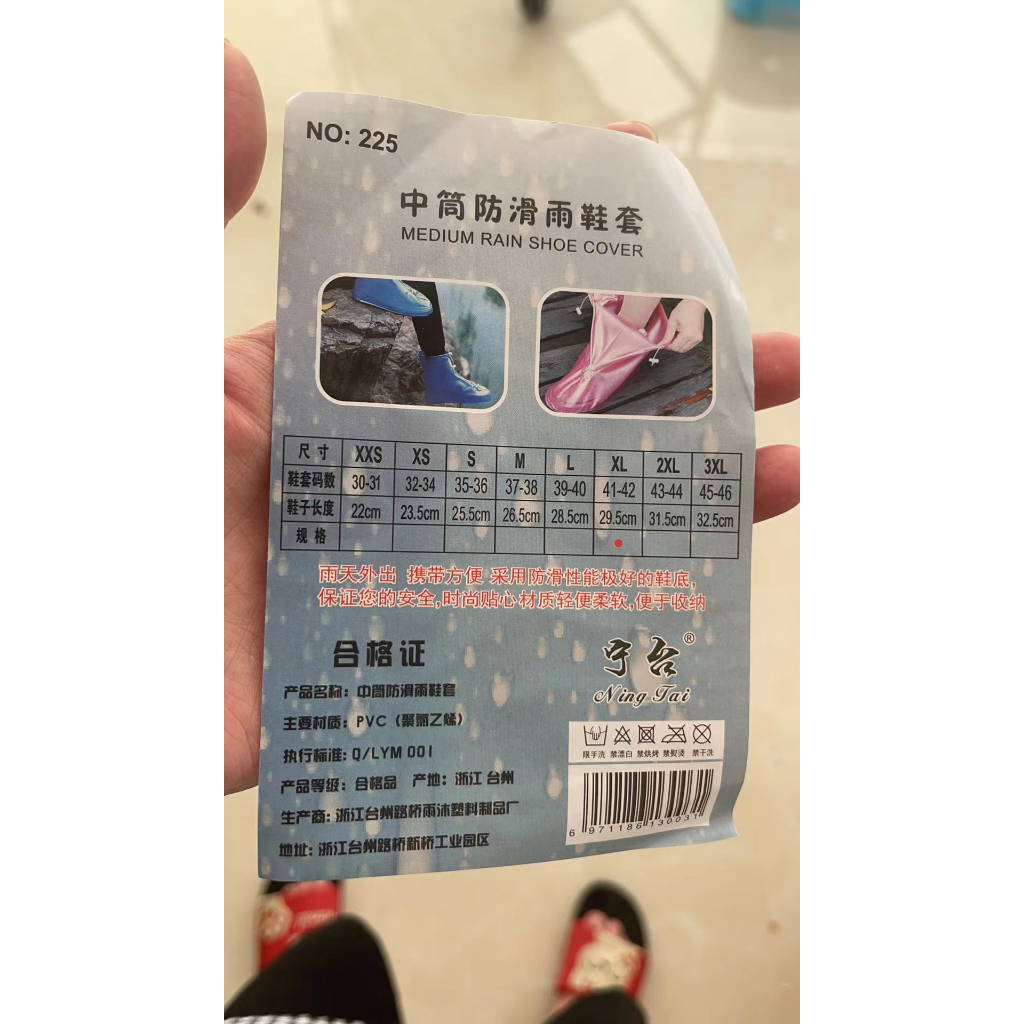 NO: 225
中筒防滑雨鞋套
MEDIUM RAIN SHOE COVER
尺寸 XXS XS S M L XL 2XL 3XL
鞋套码数 30-31 32-34 35-36 37-38 39-40 41-42 43-44 45-46
鞋子长度 22cm 23.5cm 25.5cm 26.5cm 28.5cm 29.5cm 31.5cm 32.5cm
规格
雨天外出 携带方便 采用防滑性能极好的鞋底,
保证您的安全,时尚贴心材质轻便柔软,便于收纳
合格证
宁台®
Ning Tai
产品名称: 中筒防滑雨鞋套
主要材质: PVC (聚氯乙烯)
执行标准: Q/LYM 001
产品等级: 合格品 产地: 浙江 台州
生产商: 浙江台州路桥雨沐塑料制品厂
地址: 浙江台州路桥新桥工业园区
限手洗 禁漂白 禁烘烤 禁熨烫 禁干洗
6 971186 130031